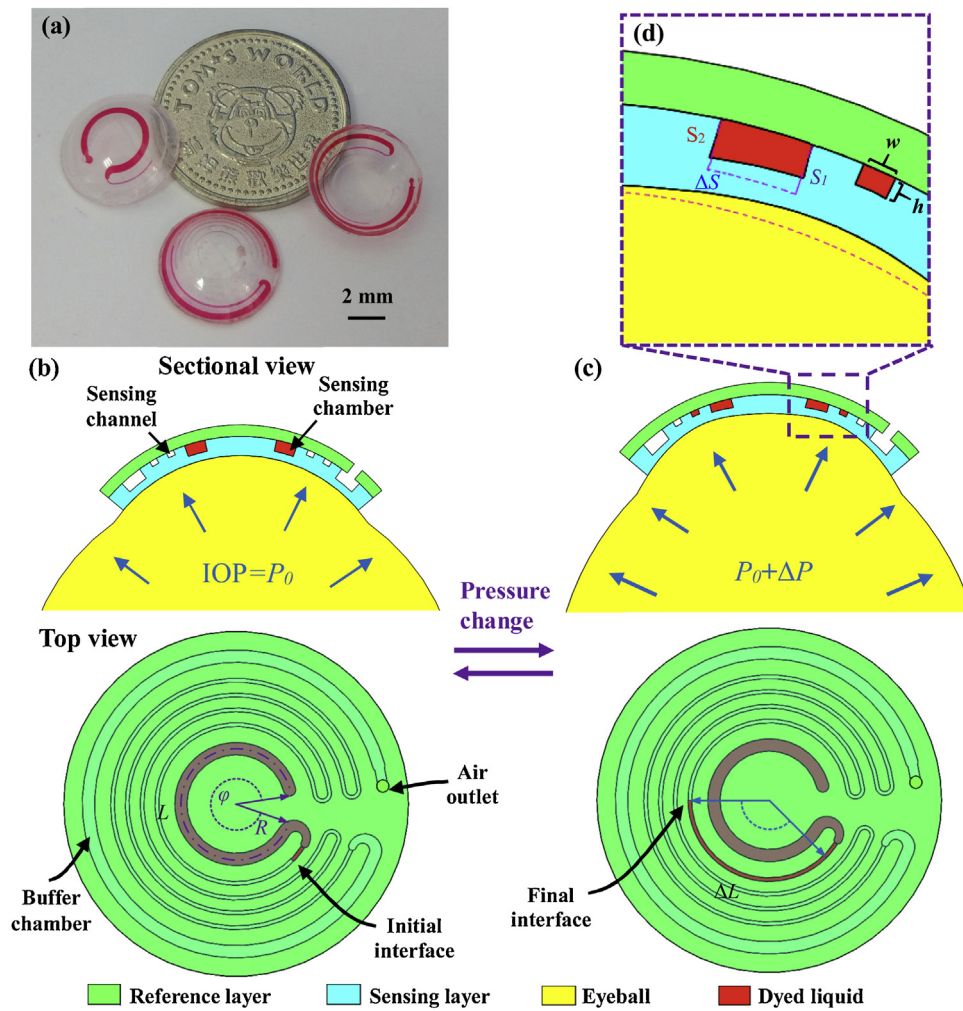 (a)
TOM'S WORLD
2 mm
(d)
S2
S1
ΔS
w
h
(b)
Sectional view
Sensing
channel
Sensing
chamber
IOP=P0
(c)
P0+ΔP
Pressure
change
Top view
φ
L
R
Air
outlet
Buffer
chamber
Initial
interface
Final
interface
ΔL
Reference layer
Sensing layer
Eyeball
Dyed liquid